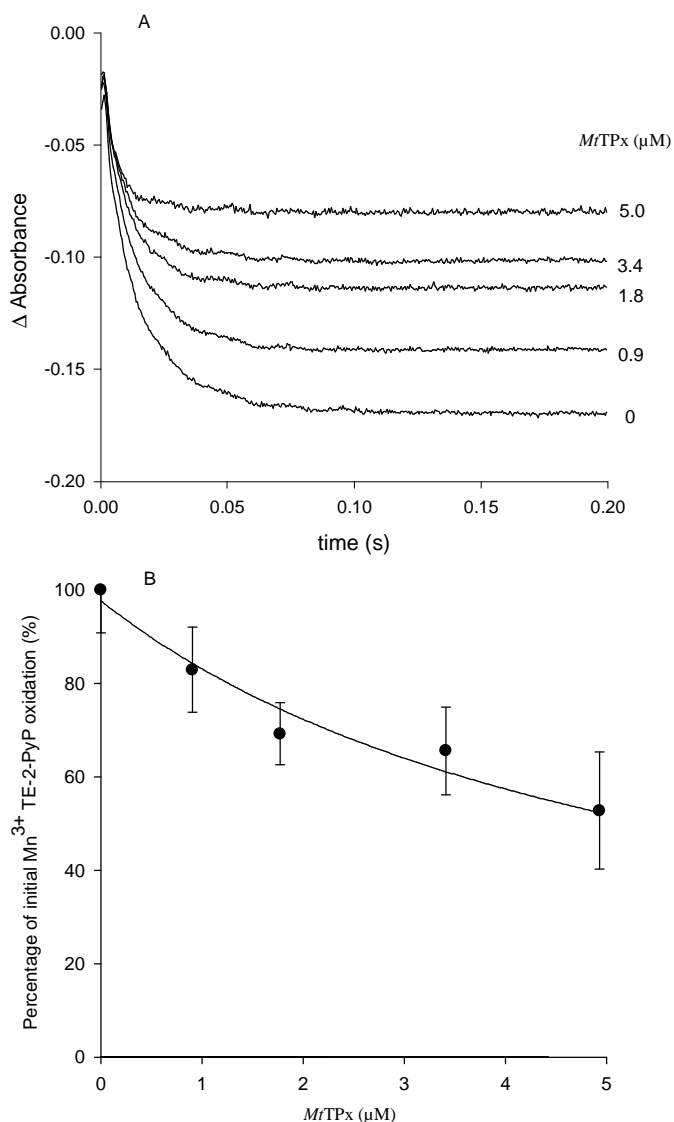 A
0.00
-0.05
-0.10
-0.15
-0.20
Δ Absorbance
MtTPx (µM)
5.0
3.4
1.8
0.9
0
0.00 0.05 0.10 0.15 0.20
time (s)
B
100
80
60
40
20
0
Percentage of initial Mn3+ TE-2-PyP oxidation (%)
0 1 2 3 4 5
MtTPx (µM)